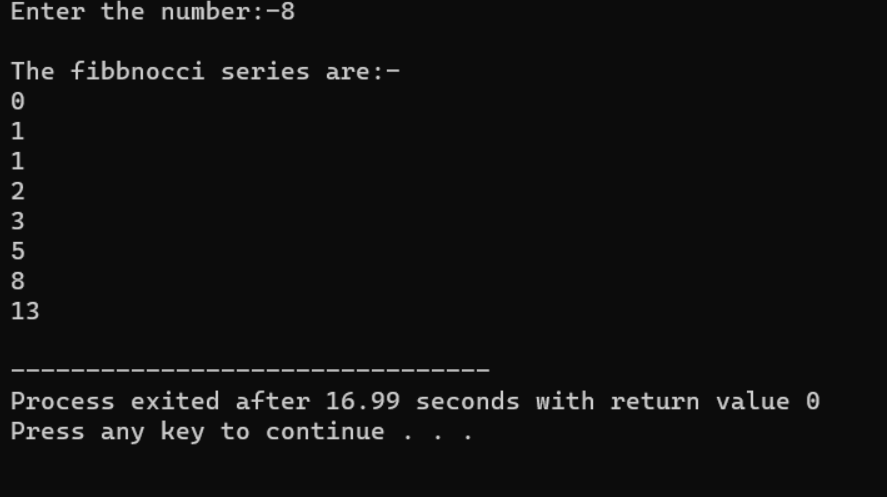 Enter the number:-8
The fibbnocci series are:-
0
1
1
2
3
5
8
13
--------------------------------
Process exited after 16.99 seconds with return value 0
Press any key to continue . . .